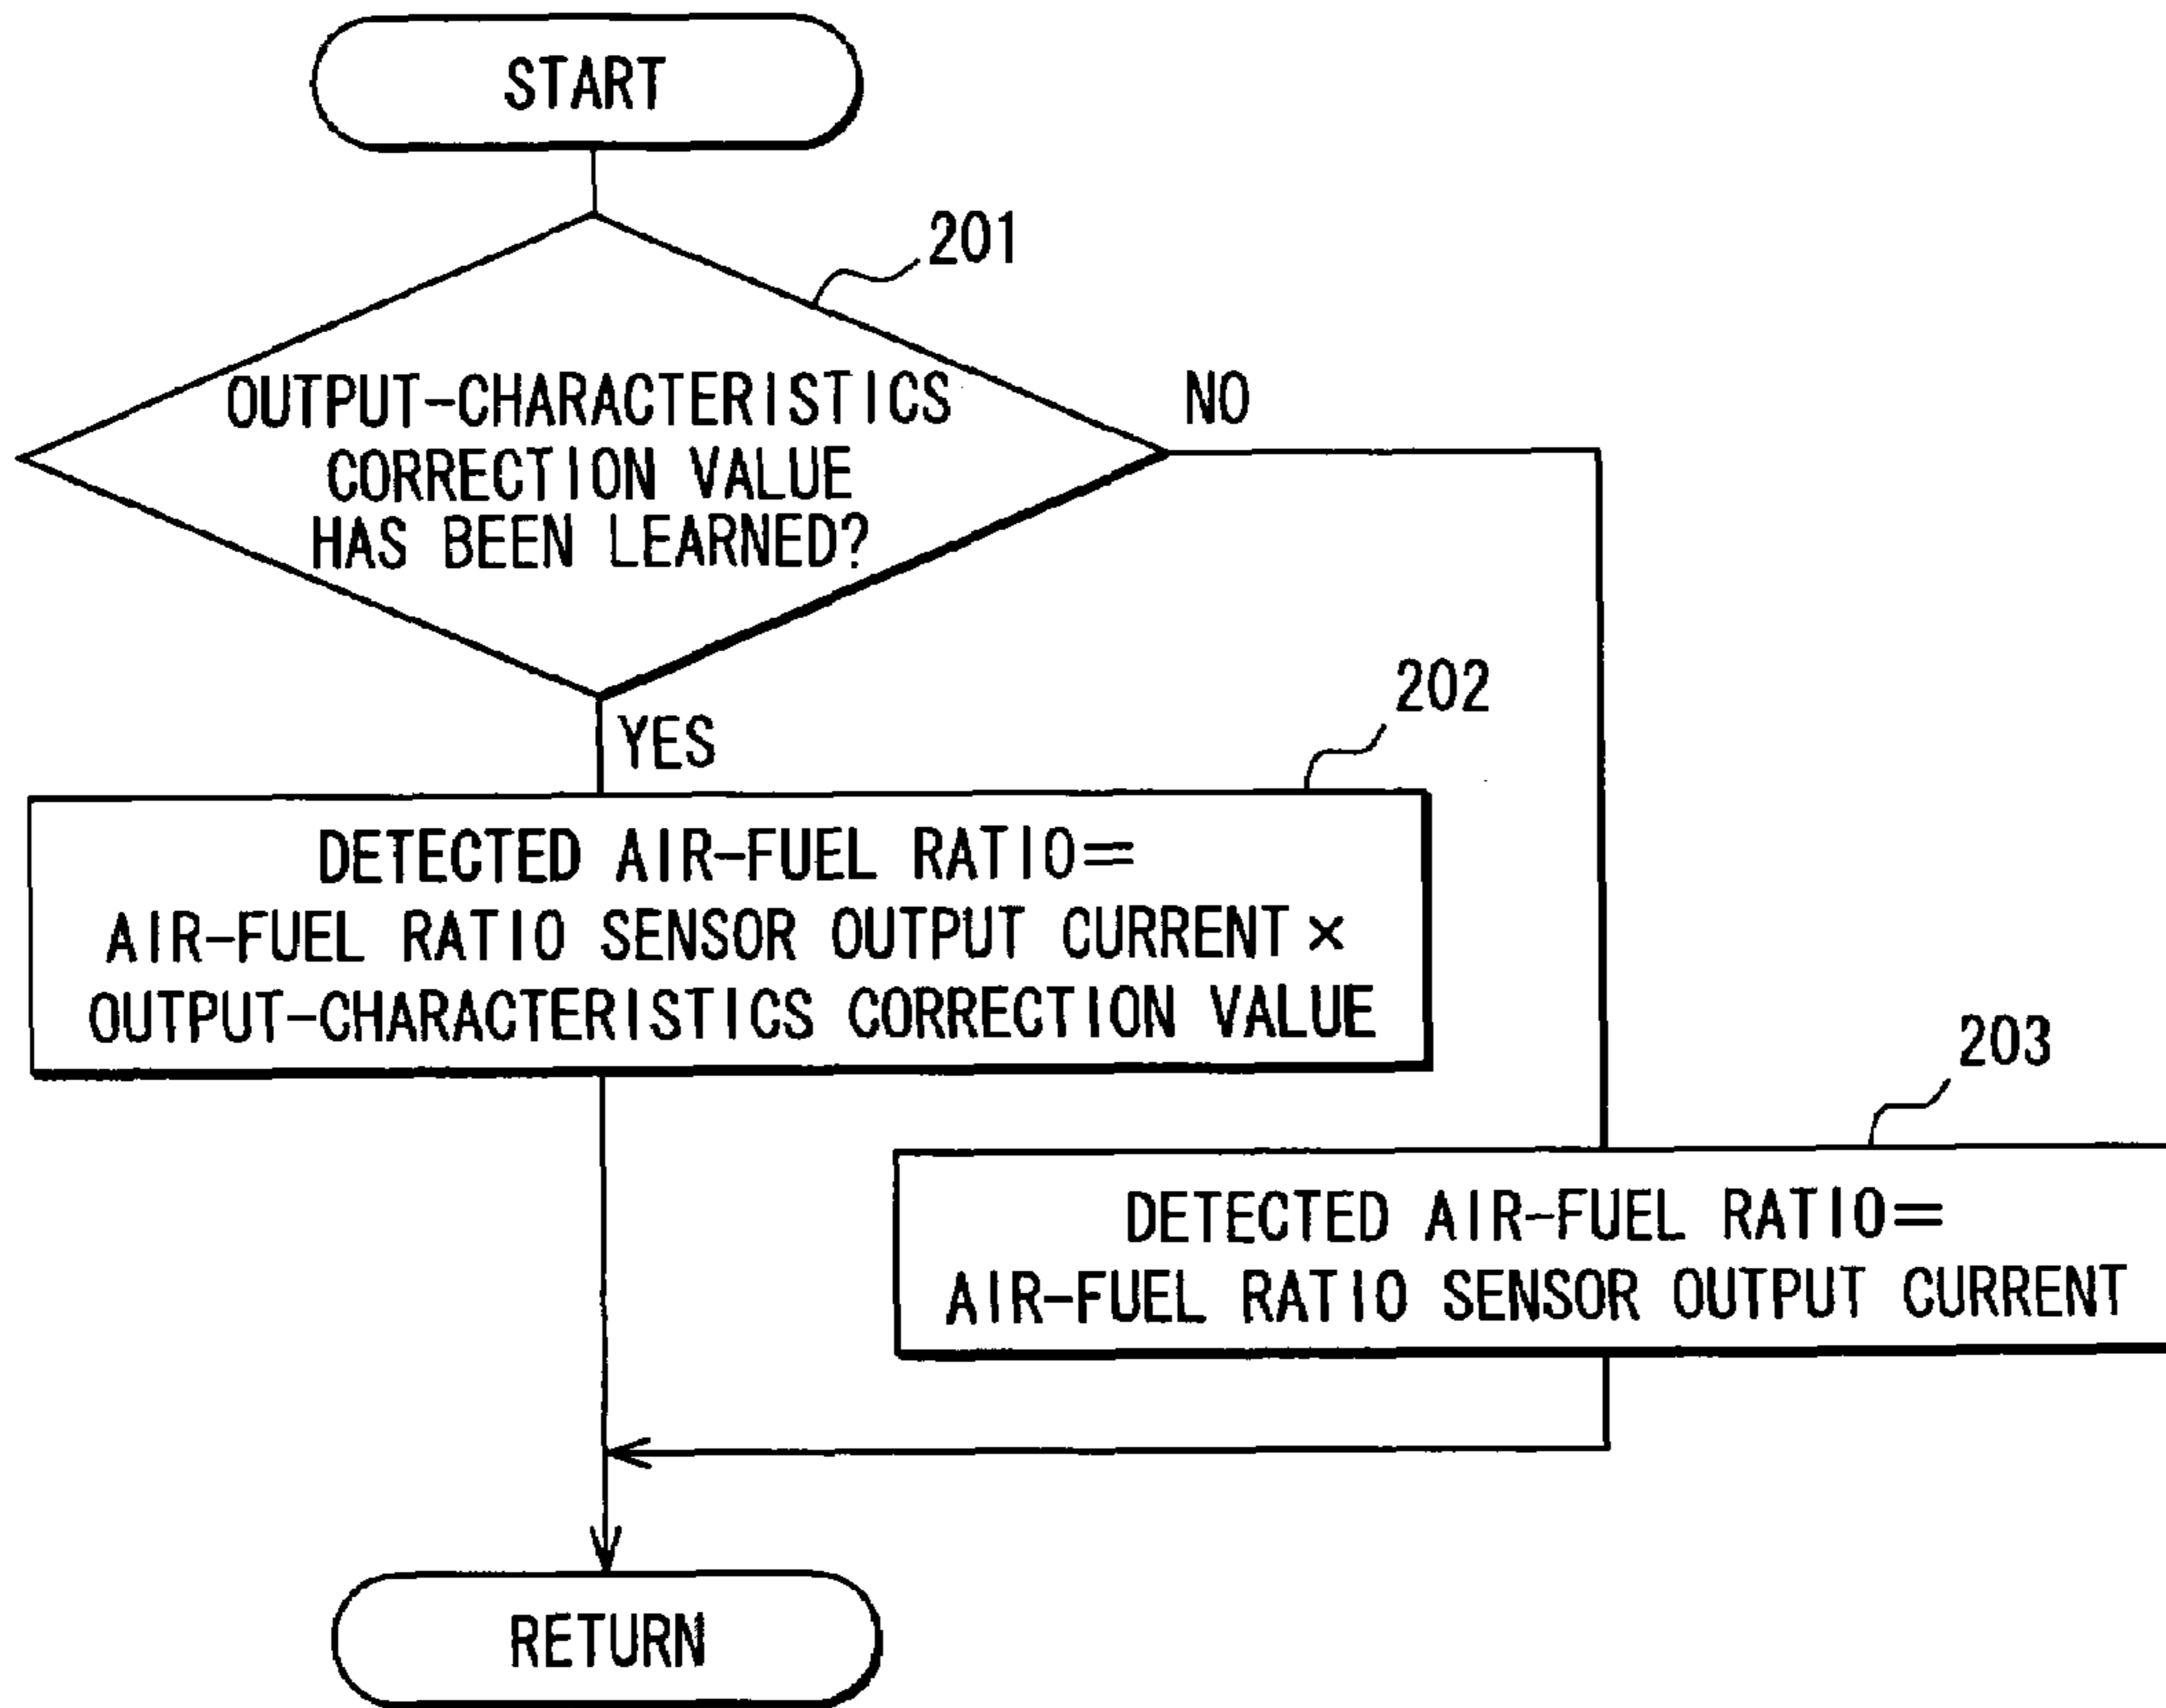 START
201
OUTPUT-CHARACTERISTICS
CORRECTION VALUE
HAS BEEN LEARNED?
NO
YES
202
DETECTED AIR-FUEL RATIO=
AIR-FUEL RATIO SENSOR OUTPUT CURRENT×
OUTPUT-CHARACTERISTICS CORRECTION VALUE
203
DETECTED AIR-FUEL RATIO=
AIR-FUEL RATIO SENSOR OUTPUT CURRENT
RETURN